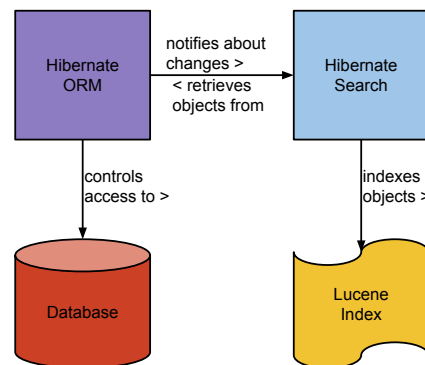 Hibernate
ORM
notifies about
changes >
< retrieves
objects from
Hibernate
Search
controls
access to >
indexes
objects >
Database
Lucene
Index